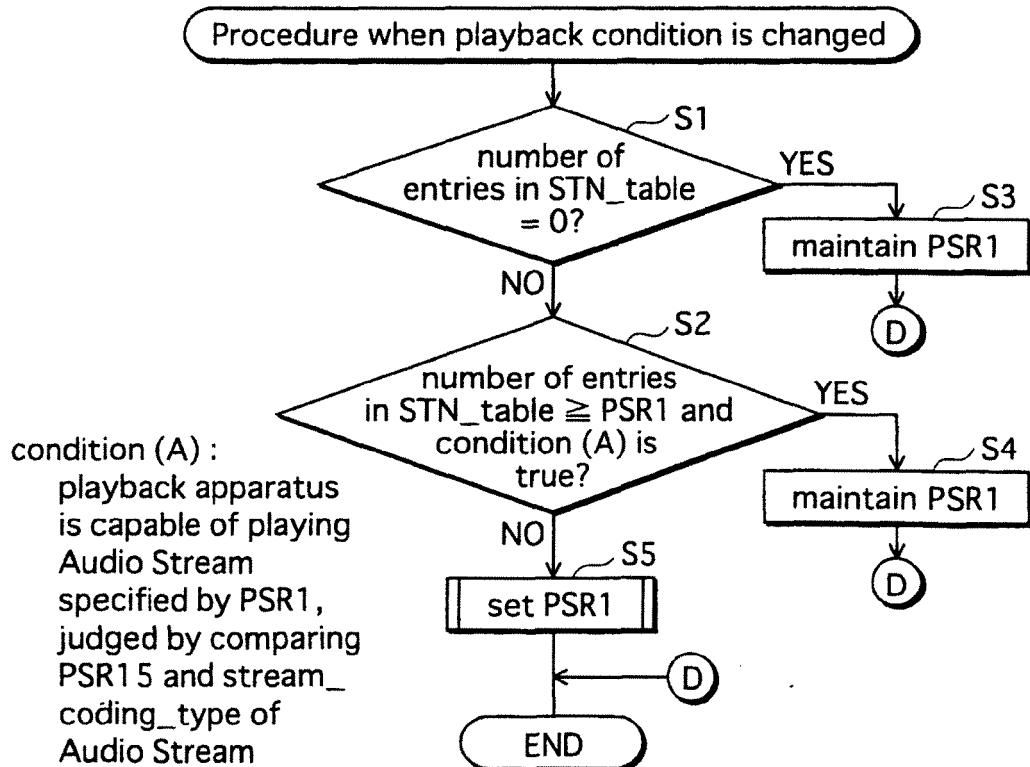 Procedure when playback condition is changed
S1
number of
entries in STN_table
= 0?
YES
S3
maintain PSR1
D
NO
S2
number of entries
in STN_table ≧ PSR1 and
condition (A) is
true?
YES
S4
maintain PSR1
D
NO
S5
set PSR1
D
END
condition (A) :
playback apparatus
is capable of playing
Audio Stream
specified by PSR1,
judged by comparing
PSR15 and stream_
coding_type of
Audio Stream